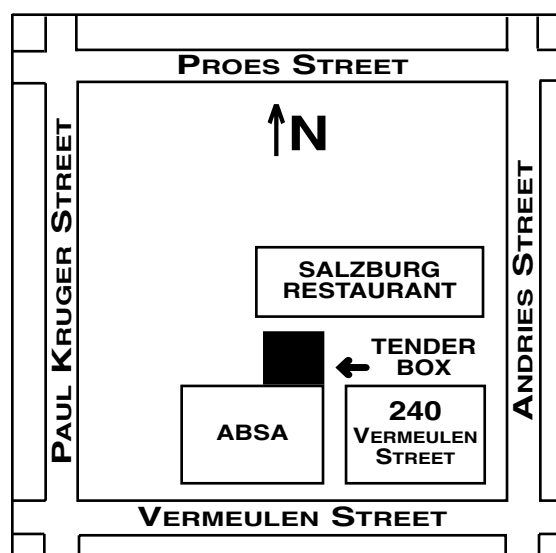 PROES STREET
N
PAUL KRUGER STREET
ANDRIES STREET
SALZBURG
RESTAURANT
TENDER
BOX
ABSA
240
VERMEULEN
STREET
VERMEULEN STREET